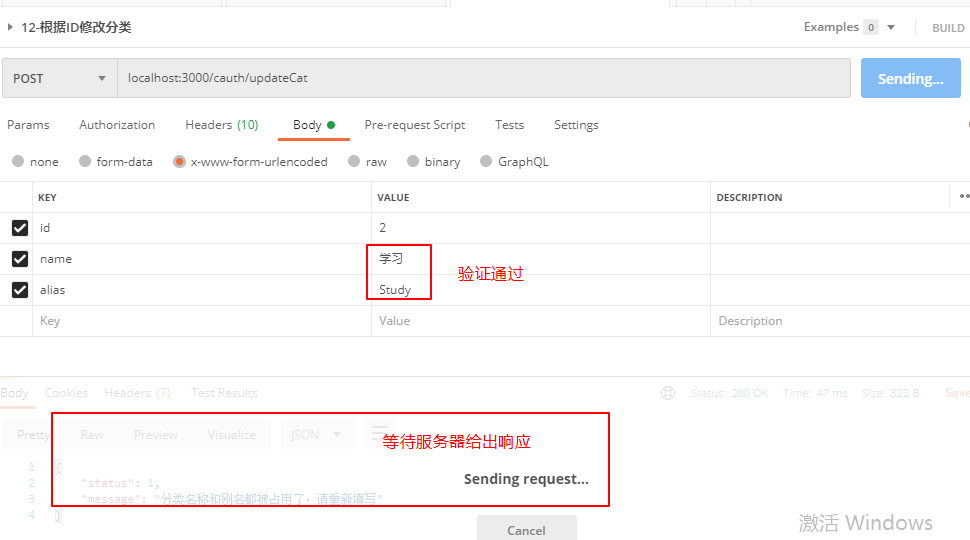 12-根据ID修改分类
Examples 0
BUILD
POST
localhost:3000/cauth/updateCat
Sending...
Params Authorization Headers (10) Body Pre-request Script Tests Settings
none form-data x-www-form-urlencoded raw binary GraphQL
KEY VALUE DESCRIPTION
id 2
name 学习
验证通过
alias Study
Key Value Description
Body Cookies Headers (7) Test Results
Status: 200 OK Time: 47 ms Size: 323 B Save
Pretty Raw Preview Visualize JSON
等待服务器给出响应
1 {
2 "status": 1,
3 "message": "分类名称和别名都被占用了，请重新填写"
4 }
Sending request...
Cancel
激活 Windows